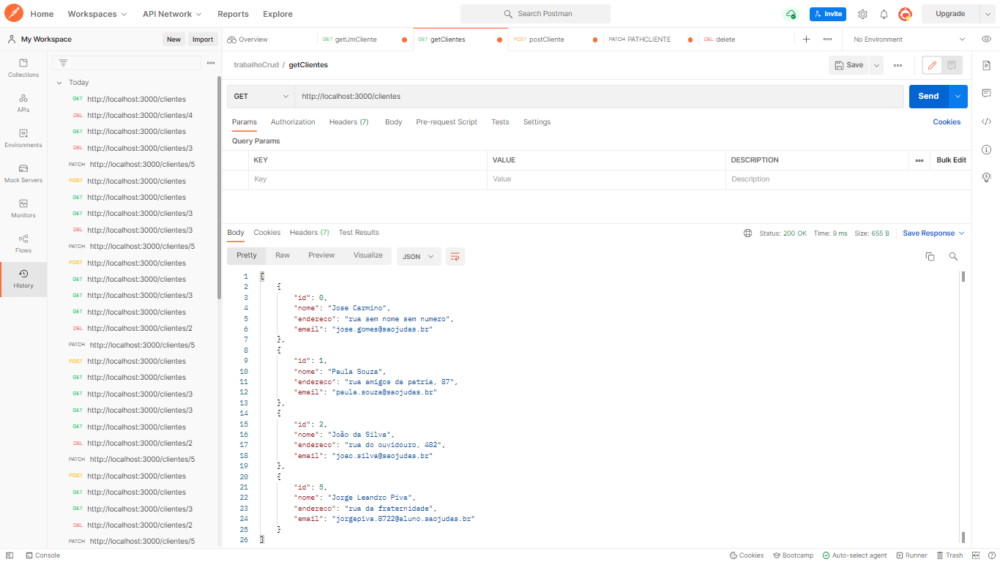 Home Workspaces API Network Reports Explore Search Postman Invite Upgrade
My Workspace New Import
Overview GET getUmCliente GET getClientes POST postCliente PATCH PATHCLIENTE DEL delete No Environment
Collections
APIs
Environments
Mock Servers
Monitors
Flows
History
Today
GET http://localhost:3000/clientes
DEL http://localhost:3000/clientes/4
GET http://localhost:3000/clientes
DEL http://localhost:3000/clientes/3
PATCH http://localhost:3000/clientes/5
POST http://localhost:3000/clientes
GET http://localhost:3000/clientes
GET http://localhost:3000/clientes/3
DEL http://localhost:3000/clientes/3
PATCH http://localhost:3000/clientes/5
POST http://localhost:3000/clientes
GET http://localhost:3000/clientes
GET http://localhost:3000/clientes/3
GET http://localhost:3000/clientes
DEL http://localhost:3000/clientes/2
PATCH http://localhost:3000/clientes/5
POST http://localhost:3000/clientes
GET http://localhost:3000/clientes
GET http://localhost:3000/clientes/3
GET http://localhost:3000/clientes/3
GET http://localhost:3000/clientes
DEL http://localhost:3000/clientes/2
PATCH http://localhost:3000/clientes/5
POST http://localhost:3000/clientes
GET http://localhost:3000/clientes
GET http://localhost:3000/clientes/3
DEL http://localhost:3000/clientes/2
PATCH http://localhost:3000/clientes/5
trabalhoCrud / getClientes Save
GET http://localhost:3000/clientes Send
Params Authorization Headers (7) Body Pre-request Script Tests Settings Cookies
Query Params
KEY VALUE DESCRIPTION Bulk Edit
Key Value Description
Body Cookies Headers (7) Test Results Status: 200 OK Time: 9 ms Size: 655 B Save Response
Pretty Raw Preview Visualize JSON
1 [
2 {
3 "id": 0,
4 "nome": "Jose Carmino",
5 "endereco": "rua sem nome sem numero",
6 "email": "jose.gomes@saojudas.br"
7 },
8 {
9 "id": 1,
10 "nome": "Paula Souza",
11 "endereco": "rua amigos da patria, 87",
12 "email": "paula.souza@saojudas.br"
13 },
14 {
15 "id": 2,
16 "nome": "João da Silva",
17 "endereco": "rua do ouvidouro, 482",
18 "email": "joao.silva@saojudas.br"
19 },
20 {
21 "id": 5,
22 "nome": "Jorge Leandro Piva",
23 "endereco": "rua da fraternidade",
24 "email": "jorgepiva.8722@aluno.saojudas.br"
25 }
26 ]
Console Cookies Bootcamp Auto-select agent Runner Trash